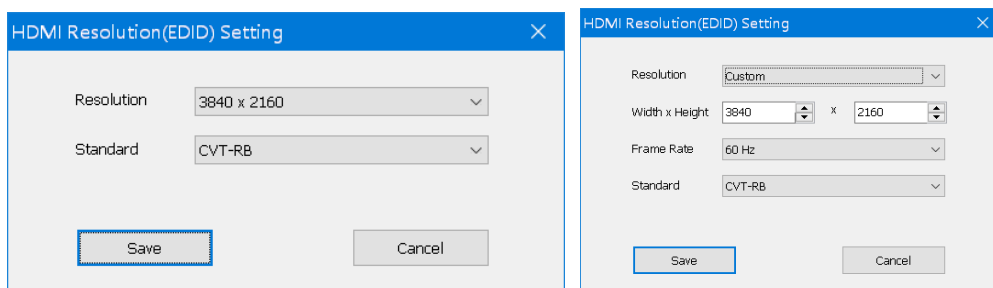 HDMI Resolution(EDID) Setting
Resolution 3840 x 2160
Standard CVT-RB
Save Cancel
HDMI Resolution(EDID) Setting
Resolution Custom
Width x Height 3840 x 2160
Frame Rate 60 Hz
Standard CVT-RB
Save Cancel